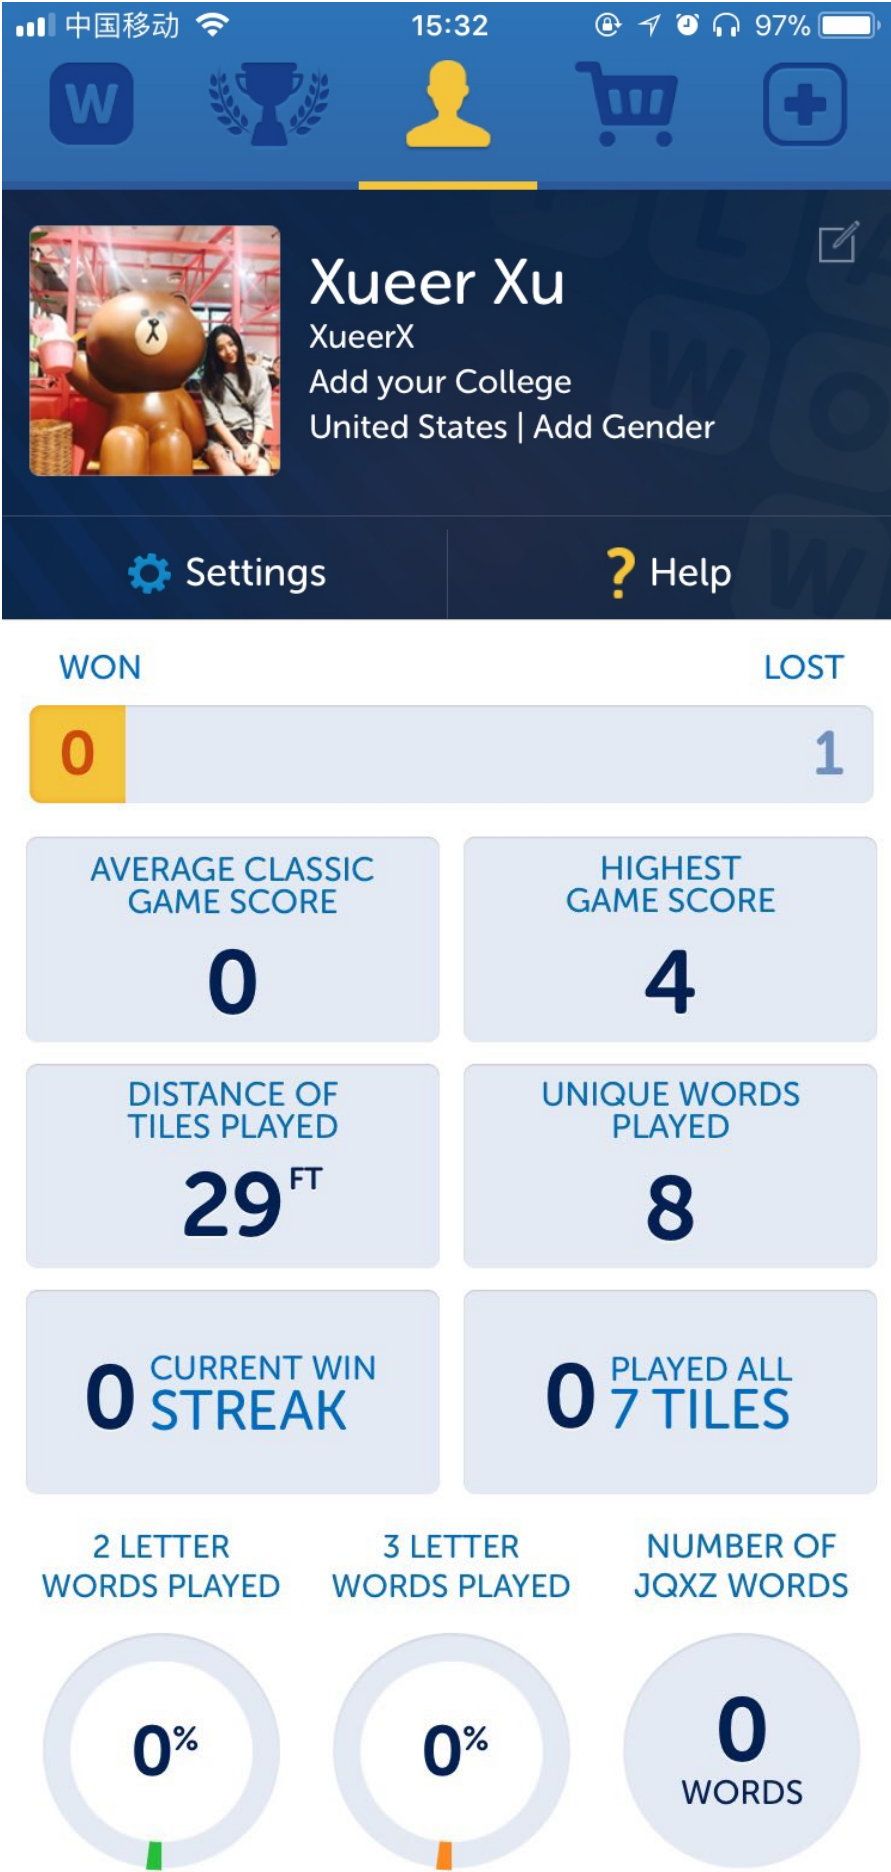 中国移动 15:32 97%
W
Xueer Xu
XueerX
Add your College
United States | Add Gender
Settings ? Help
WON LOST
0 1
AVERAGE CLASSIC
GAME SCORE
0
HIGHEST
GAME SCORE
4
DISTANCE OF
TILES PLAYED
29 FT
UNIQUE WORDS
PLAYED
8
0 CURRENT WIN
STREAK
0 PLAYED ALL
7 TILES
2 LETTER
WORDS PLAYED
0%
3 LETTER
WORDS PLAYED
0%
NUMBER OF
JQXZ WORDS
0
WORDS